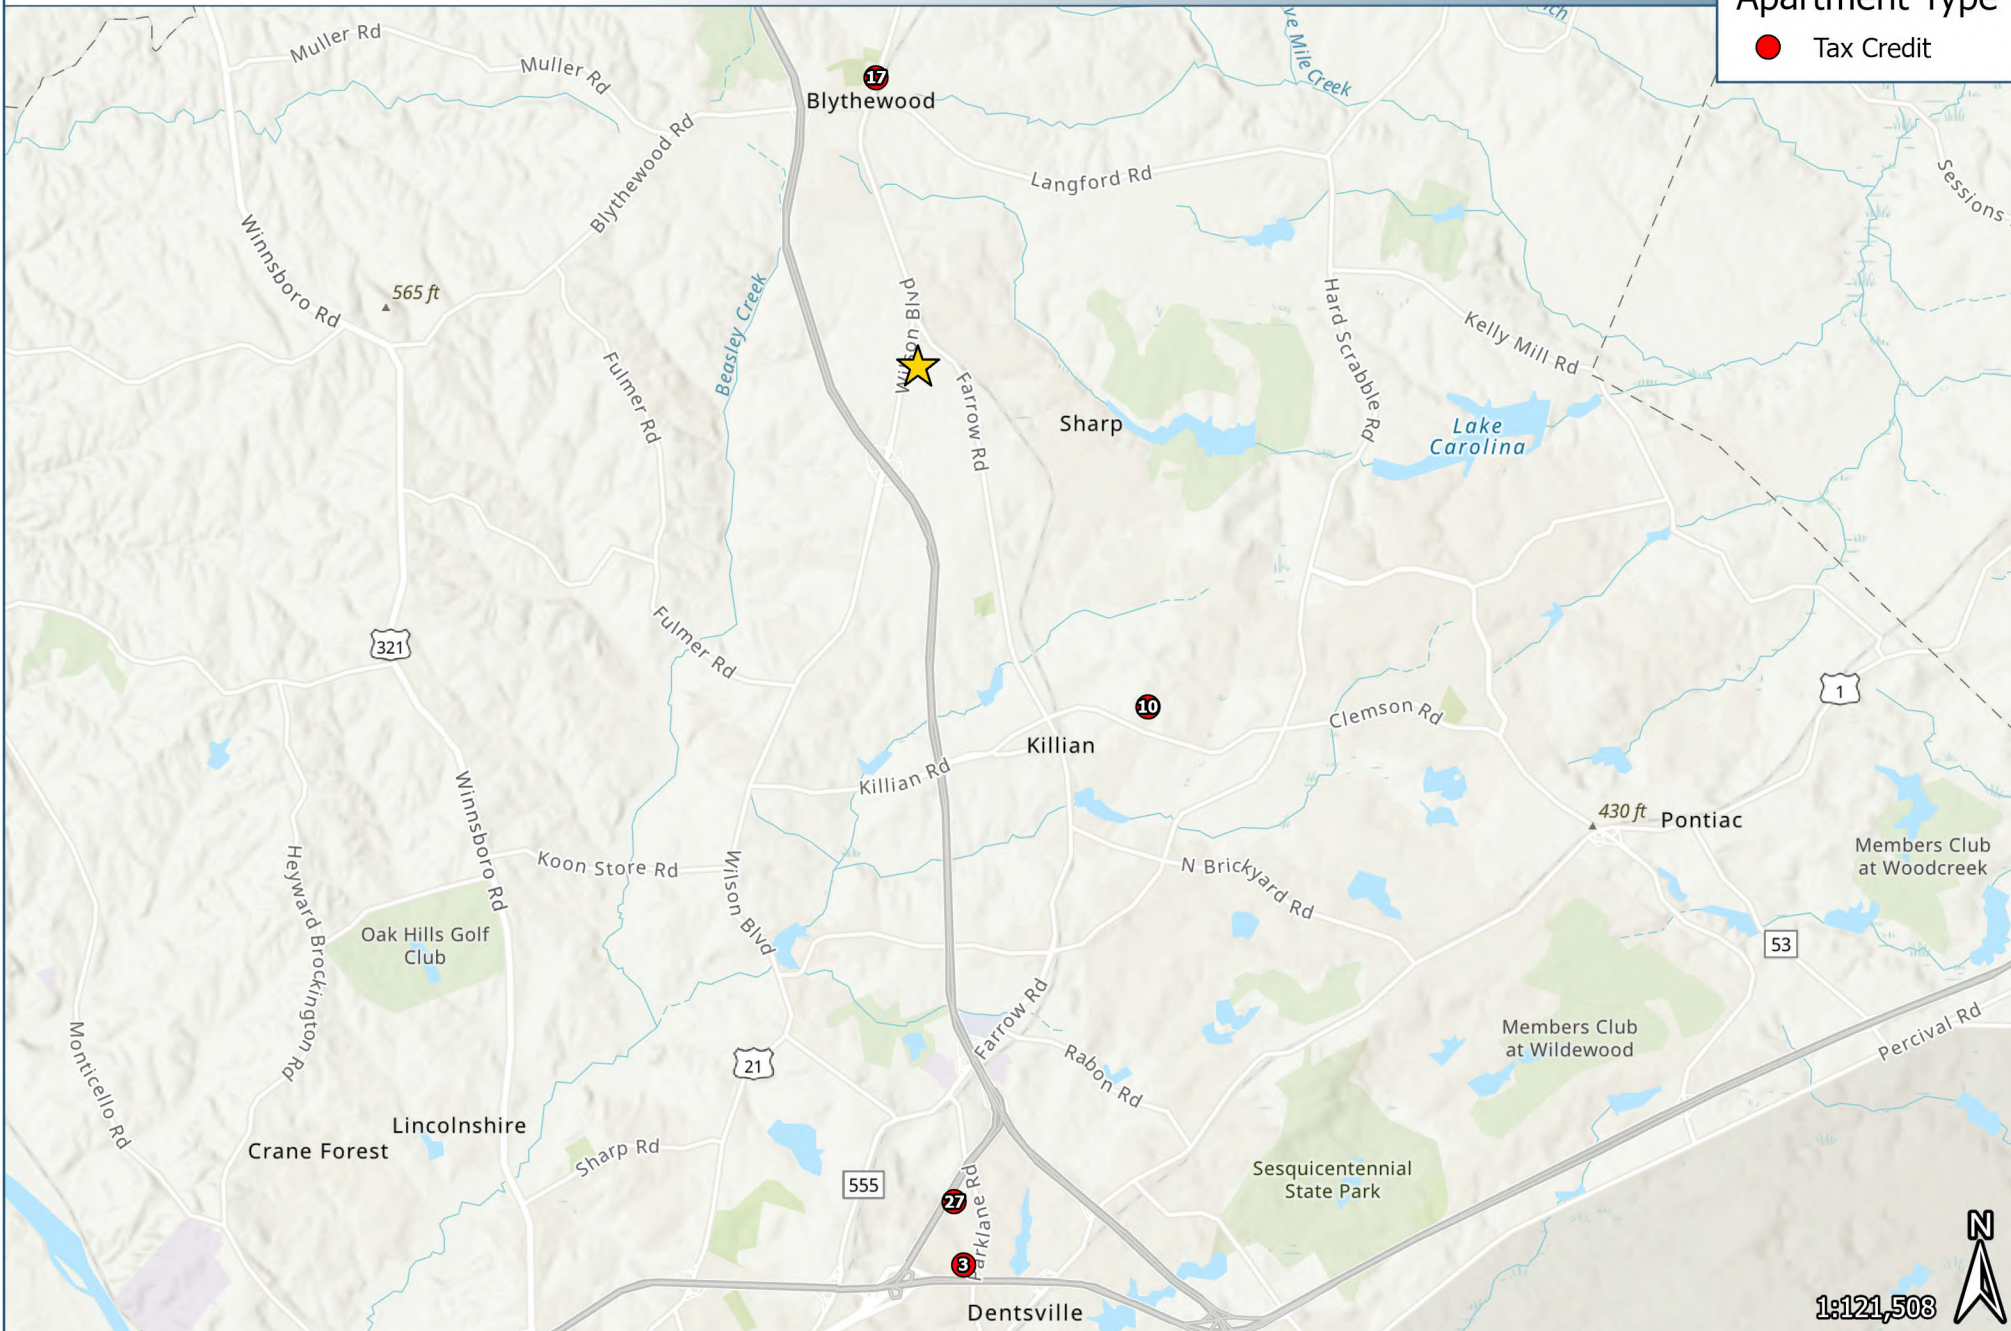 Apartment Type
Tax Credit
Muller Rd
Muller Rd
17
Blythewood
ve Mile Creek
Blythewood Rd
Langford Rd
Sessions
Winnsboro Rd
565 ft
Beasley Creek
Wilson Blvd
Hard Scrabble Rd
Kelly Mill Rd
Fulmer Rd
Farrow Rd
Sharp
Lake
Carolina
321
Fulmer Rd
1
10
Clemson Rd
Killian
Killian Rd
Winnsboro Rd
430 ft
Pontiac
Heyward Brockington Rd
Koon Store Rd
Wilson Blvd
N Brickyard Rd
Members Club
at Woodcreek
Oak Hills Golf
Club
53
Monticello Rd
Farrow Rd
Members Club
at Wildewood
Percival Rd
21
Rabon Rd
Lincolnshire
Crane Forest
Sharp Rd
555
Sesquicentennial
State Park
27
Parklane Rd
3
Dentsville
N
1:121,508